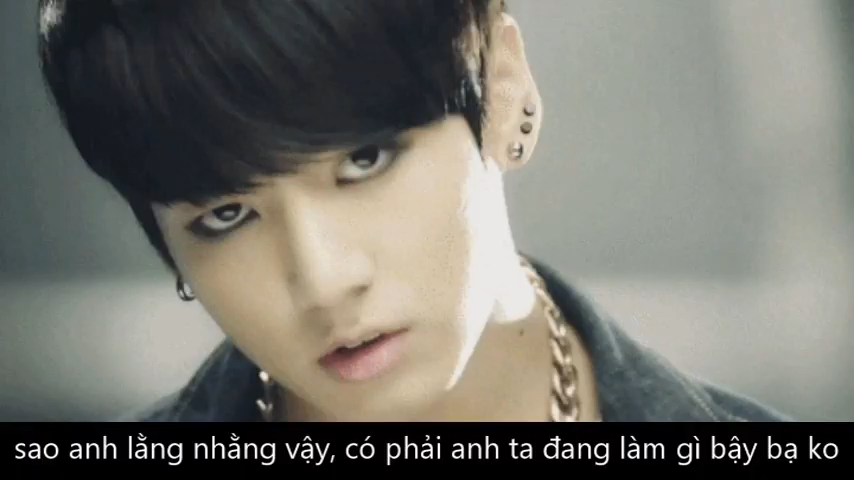 sao anh lằng nhằng vậy, có phải anh ta đang làm gì bậy bạ ko